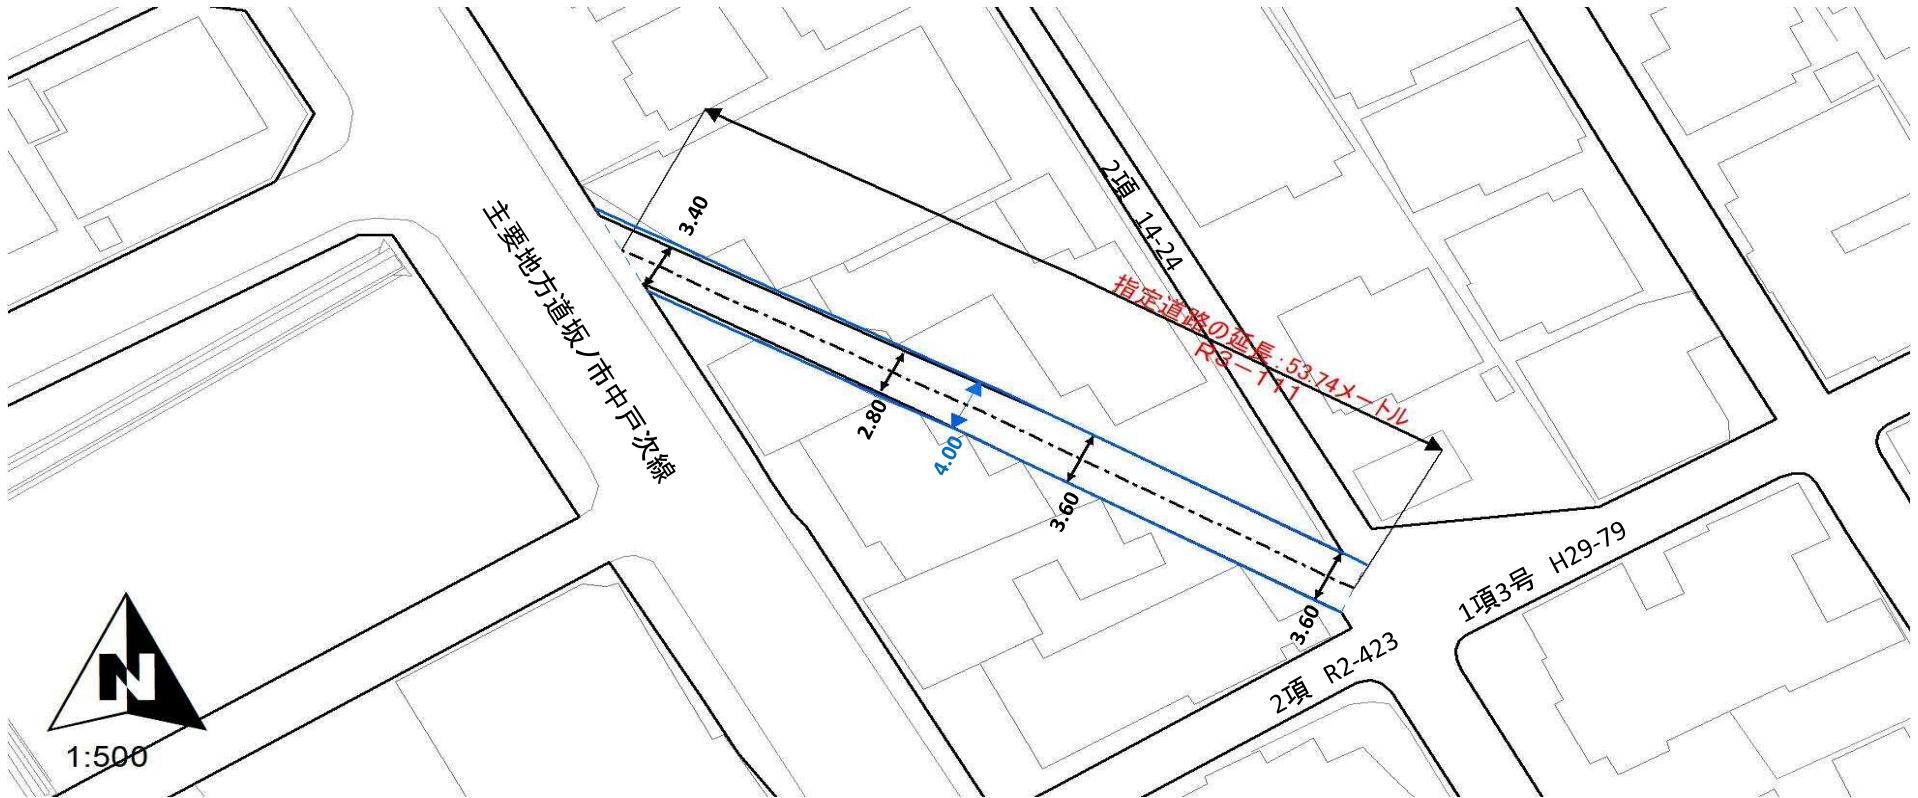 3.40
2項 14-24
主要地方道坂ノ市中戸次線
指定道路の延長:53.74メートル
R3-111
2.80
4.00
3.60
3.60
1項3号 H29-79
2項 R2-423
N
1:500